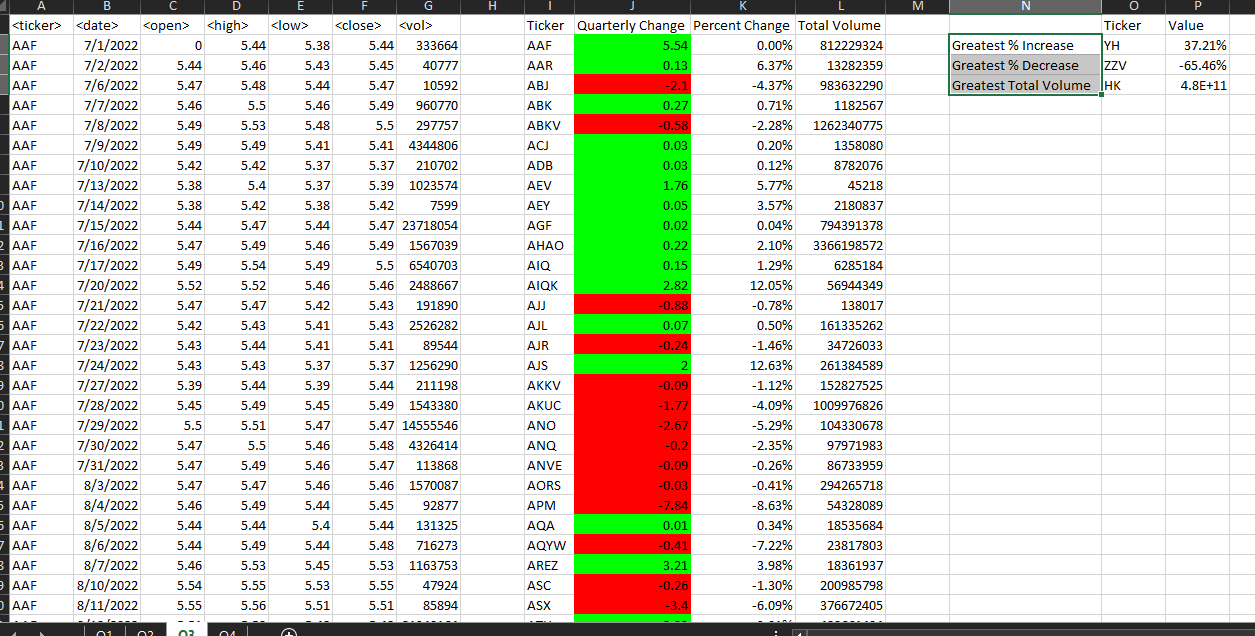 A B C D E F G H I J K L M N O P
<ticker> <date> <open> <high> <low> <close> <vol> Ticker Quarterly Change Percent Change Total Volume Ticker Value
AAF 7/1/2022 0 5.44 5.38 5.44 333664 AAF 5.54 0.00% 812229324 Greatest % Increase YH 37.21%
AAF 7/2/2022 5.44 5.46 5.43 5.45 40777 AAR 0.13 6.37% 13282359 Greatest % Decrease ZZV -65.46%
AAF 7/6/2022 5.47 5.48 5.44 5.47 10592 ABJ -2.1 -4.37% 983632290 Greatest Total Volume HK 4.8E+11
AAF 7/7/2022 5.46 5.5 5.46 5.49 960770 ABK 0.27 0.71% 1182567
AAF 7/8/2022 5.49 5.53 5.48 5.5 297757 ABKV -0.58 -2.28% 1262340775
AAF 7/9/2022 5.49 5.49 5.41 5.41 4344806 ACJ 0.03 0.20% 1358080
AAF 7/10/2022 5.42 5.42 5.37 5.37 210702 ADB 0.03 0.12% 8782076
AAF 7/13/2022 5.38 5.4 5.37 5.39 1023574 AEV 1.76 5.77% 45218
AAF 7/14/2022 5.38 5.42 5.38 5.42 7599 AEY 0.05 3.57% 2180837
AAF 7/15/2022 5.44 5.47 5.44 5.47 23718054 AGF 0.02 0.04% 794391378
AAF 7/16/2022 5.47 5.49 5.46 5.49 1567039 AHAO 0.22 2.10% 3366198572
AAF 7/17/2022 5.49 5.54 5.49 5.5 6540703 AIQ 0.15 1.29% 6285184
AAF 7/20/2022 5.52 5.52 5.46 5.46 2488667 AIQK 2.82 12.05% 56944349
AAF 7/21/2022 5.47 5.47 5.42 5.43 191890 AJJ -0.88 -0.78% 138017
AAF 7/22/2022 5.42 5.43 5.41 5.43 2526282 AJL 0.07 0.50% 161335262
AAF 7/23/2022 5.43 5.44 5.41 5.41 89544 AJR -0.24 -1.46% 34726033
AAF 7/24/2022 5.43 5.43 5.37 5.37 1256290 AJS 2 12.63% 261384589
AAF 7/27/2022 5.39 5.44 5.39 5.44 211198 AKKV -0.09 -1.12% 152827525
AAF 7/28/2022 5.45 5.49 5.45 5.49 1543380 AKUC -1.77 -4.09% 1009976826
AAF 7/29/2022 5.5 5.51 5.47 5.47 14555546 ANO -2.67 -5.29% 104330678
AAF 7/30/2022 5.47 5.5 5.46 5.48 4326414 ANQ -0.2 -2.35% 97971983
AAF 7/31/2022 5.47 5.49 5.46 5.47 113868 ANVE -0.09 -0.26% 86733959
AAF 8/3/2022 5.47 5.47 5.46 5.46 1570087 AORS -0.03 -0.41% 294265718
AAF 8/4/2022 5.46 5.49 5.44 5.45 92877 APM -7.84 -8.63% 54328089
AAF 8/5/2022 5.44 5.44 5.4 5.44 131325 AQA 0.01 0.34% 18535684
AAF 8/6/2022 5.44 5.49 5.44 5.48 716273 AQYW -0.41 -7.22% 23817803
AAF 8/7/2022 5.46 5.53 5.45 5.53 1163753 AREZ 3.21 3.98% 18361937
AAF 8/10/2022 5.54 5.55 5.53 5.55 47924 ASC -0.26 -1.30% 200985798
AAF 8/11/2022 5.55 5.56 5.51 5.51 85894 ASX -3.4 -6.09% 376672405
Q1 Q2 Q3 Q4